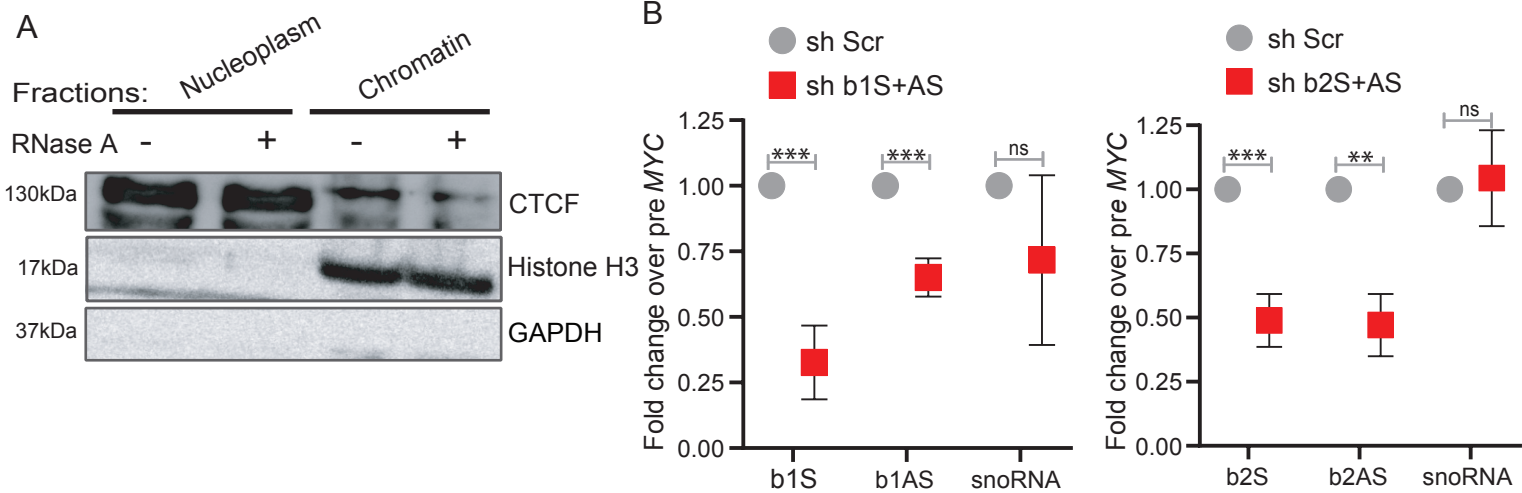 A
Fractions:
Nucleoplasm
Chromatin
RNase A - + - +
130kDa CTCF
17kDa Histone H3
37kDa GAPDH
B
sh Scr
sh b1S+AS
Fold change over pre MYC
1.25
1.00
0.75
0.50
0.25
0.00
*** *** ns
b1S b1AS snoRNA
sh Scr
sh b2S+AS
Fold change over pre MYC
1.25
1.00
0.75
0.50
0.25
0.00
*** ** ns
b2S b2AS snoRNA